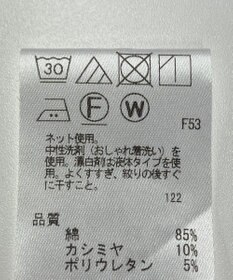 30
F W
F53
ネット使用。
中性洗剤（おしゃれ着洗い）を
使用。漂白剤は液体タイプを使
用。よくすすぎ、絞りの後すぐ
に干すこと。
122
品質
綿 85%
カシミヤ 10%
ポリウレタン 5%